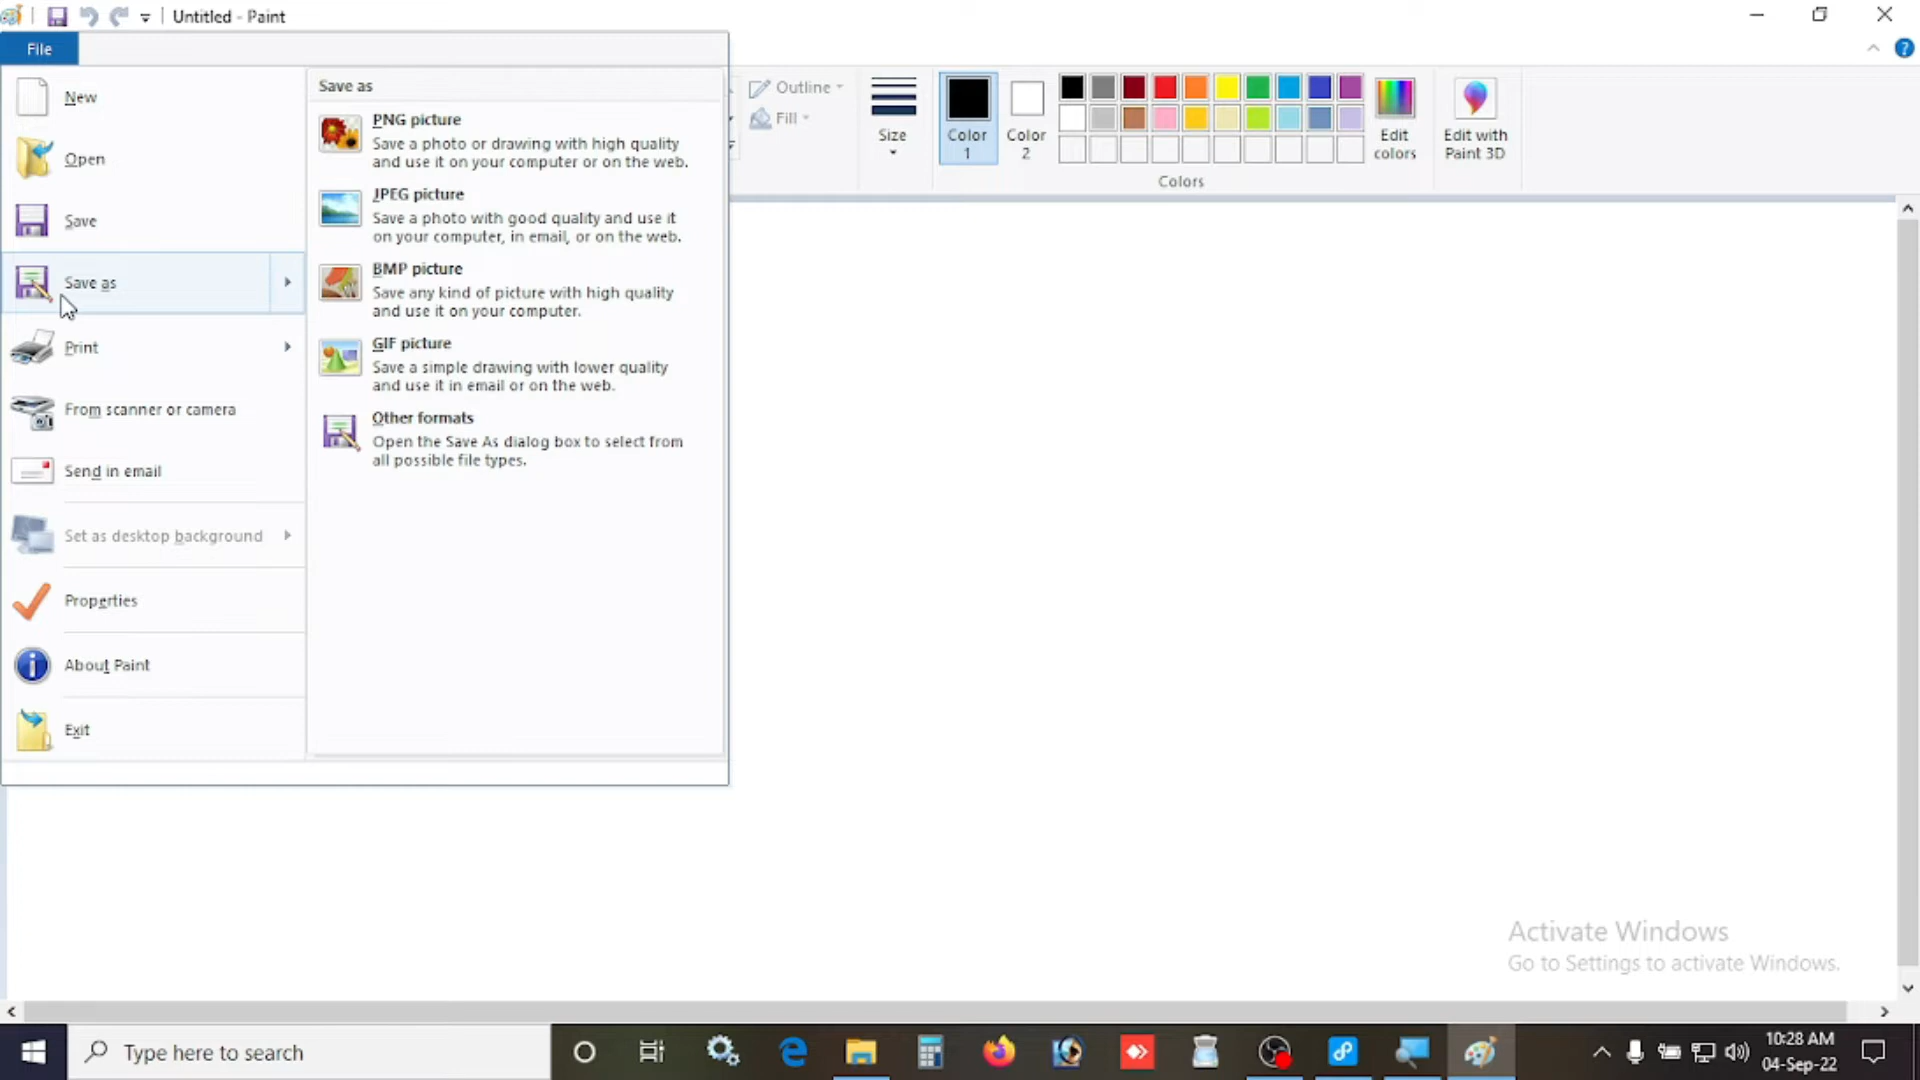 Untitled - Paint
File
New
Open
Save
Save as
Print
From scanner or camera
Send in email
Set as desktop background
Properties
About Paint
Exit
Save as
PNG picture
Save a photo or drawing with high quality
and use it on your computer or on the web.
JPEG picture
Save a photo with good quality and use it
on your computer, in email, or on the web.
BMP picture
Save any kind of picture with high quality
and use it on your computer.
GIF picture
Save a simple drawing with lower quality
and use it in email or on the web.
Other formats
Open the Save As dialog box to select from
all possible file types.
Outline
Fill
Size
Color
1
Color
2
Edit
colors
Edit with
Paint 3D
Colors
Activate Windows
Go to Settings to activate Windows.
Type here to search
10:28 AM
04-Sep-22